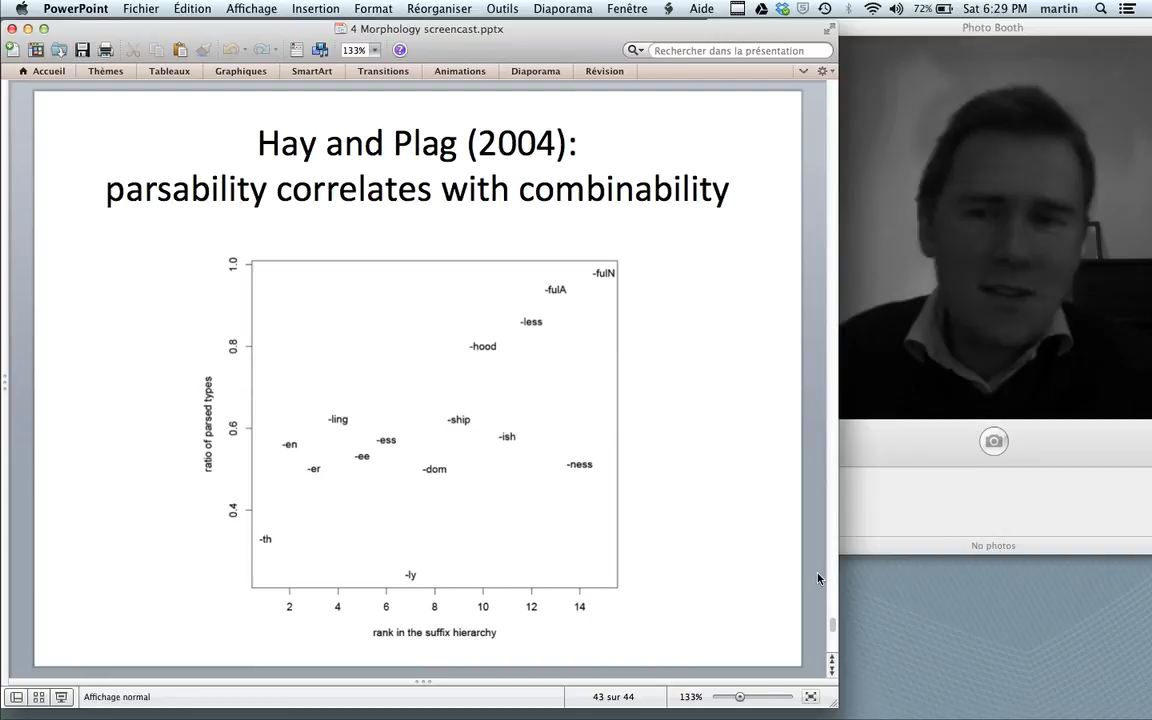 PowerPoint Fichier Édition Affichage Insertion Format Réorganiser Outils Diaporama Fenêtre Aide 72% Sat 6:29 PM martin
4 Morphology screencast.pptx
Photo Booth
133% Rechercher dans la présentation
Accueil Thèmes Tableaux Graphiques SmartArt Transitions Animations Diaporama Révision
Hay and Plag (2004):
parsability correlates with combinability
1.0
0.8
0.6
0.4
ratio of parsed types
-fulN
-fulA
-less
-hood
-ling
-ship
-en
-ess
-ish
-ee
-er
-dom
-ness
-th
-ly
2 4 6 8 10 12 14
rank in the suffix hierarchy
No photos
Affichage normal 43 sur 44 133%